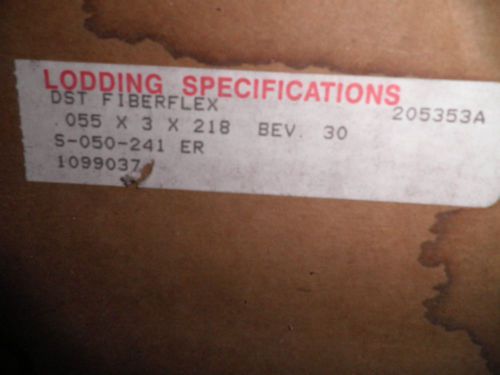 LODDING SPECIFICATIONS
DST FIBERFLEX 205353A
.055 X 3 X 218 BEV. 30
S-050-241 ER
1099037